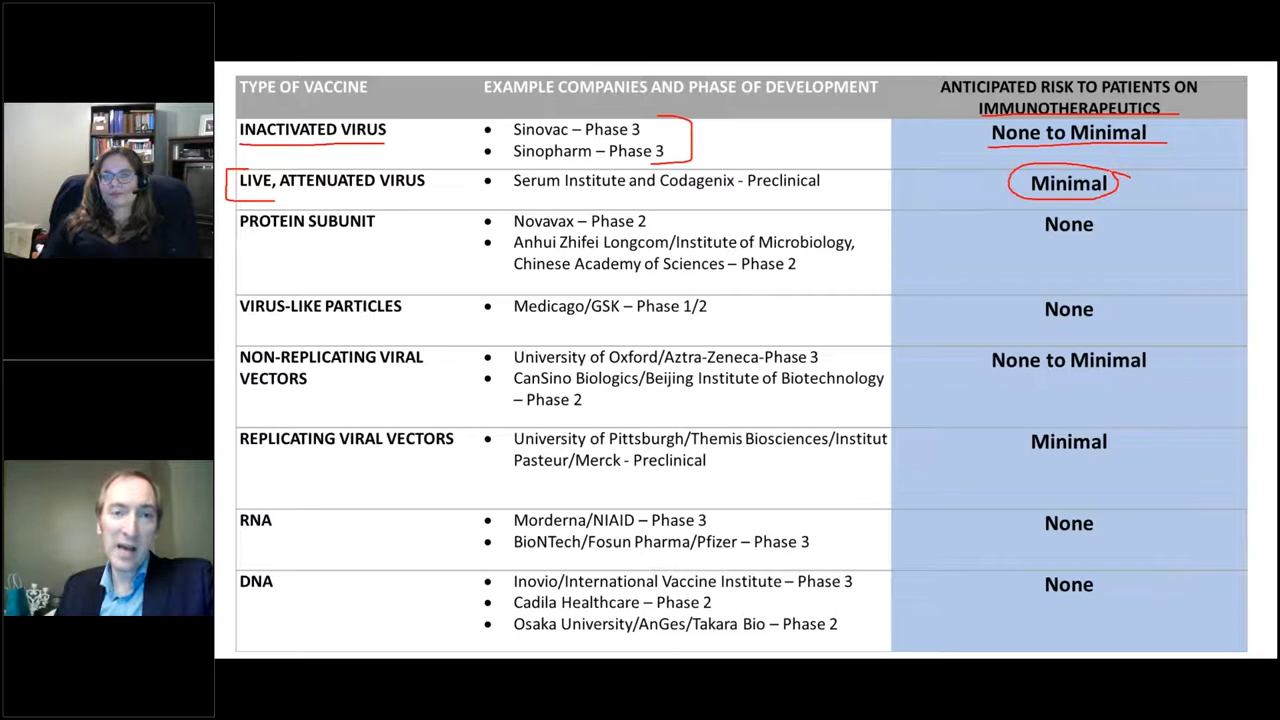 TYPE OF VACCINE
EXAMPLE COMPANIES AND PHASE OF DEVELOPMENT
ANTICIPATED RISK TO PATIENTS ON
IMMUNOTHERAPEUTICS
INACTIVATED VIRUS
• Sinovac – Phase 3
• Sinopharm – Phase 3
None to Minimal
LIVE, ATTENUATED VIRUS
• Serum Institute and Codagenix - Preclinical
Minimal
PROTEIN SUBUNIT
• Novavax – Phase 2
• Anhui Zhifei Longcom/Institute of Microbiology,
Chinese Academy of Sciences – Phase 2
None
VIRUS-LIKE PARTICLES
• Medicago/GSK – Phase 1/2
None
NON-REPLICATING VIRAL
VECTORS
• University of Oxford/Aztra-Zeneca-Phase 3
• CanSino Biologics/Beijing Institute of Biotechnology
– Phase 2
None to Minimal
REPLICATING VIRAL VECTORS
• University of Pittsburgh/Themis Biosciences/Institut
Pasteur/Merck - Preclinical
Minimal
RNA
• Morderna/NIAID – Phase 3
• BioNTech/Fosun Pharma/Pfizer – Phase 3
None
DNA
• Inovio/International Vaccine Institute – Phase 3
• Cadila Healthcare – Phase 2
• Osaka University/AnGes/Takara Bio – Phase 2
None